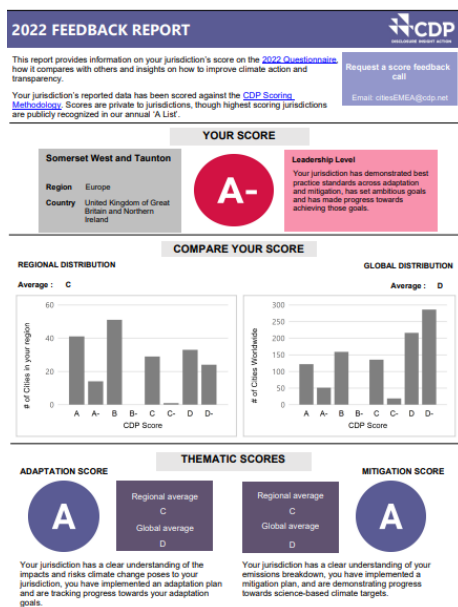 2022 FEEDBACK REPORT
CDP
DISCLOSURE INSIGHT ACTION
This report provides information on your jurisdiction's score on the 2022 Questionnaire,
how it compares with others and insights on how to improve climate action and
transparency.
Your jurisdiction's reported data has been scored against the CDP Scoring
Methodology. Scores are private to jurisdictions, though highest scoring jurisdictions
are publicly recognized in our annual 'A List'.
Request a score feedback
call
Email: citiesEMEA@cdp.net
YOUR SCORE
Somerset West and Taunton
Region Europe
Country United Kingdom of Great
Britain and Northern
Ireland
A-
Leadership Level
Your jurisdiction has demonstrated best
practice standards across adaptation
and mitigation, has set ambitious goals
and has made progress towards
achieving those goals.
COMPARE YOUR SCORE
REGIONAL DISTRIBUTION
Average : C
# of Cities in your region
60
40
20
0
A A- B B- C C- D D-
CDP Score
GLOBAL DISTRIBUTION
Average : D
# of Cities Worldwide
300
250
200
150
100
50
0
A A- B B- C C- D D-
CDP Score
THEMATIC SCORES
ADAPTATION SCORE
A
Regional average
C
Global average
D
Your jurisdiction has a clear understanding of the
impacts and risks climate change poses to your
jurisdiction, you have implemented an adaptation plan
and are tracking progress towards your adaptation
goals.
MITIGATION SCORE
Regional average
C
Global average
D
A
Your jurisdiction has a clear understanding of your
emissions breakdown, you have implemented a
mitigation plan, and are demonstrating progress
towards science-based climate targets.